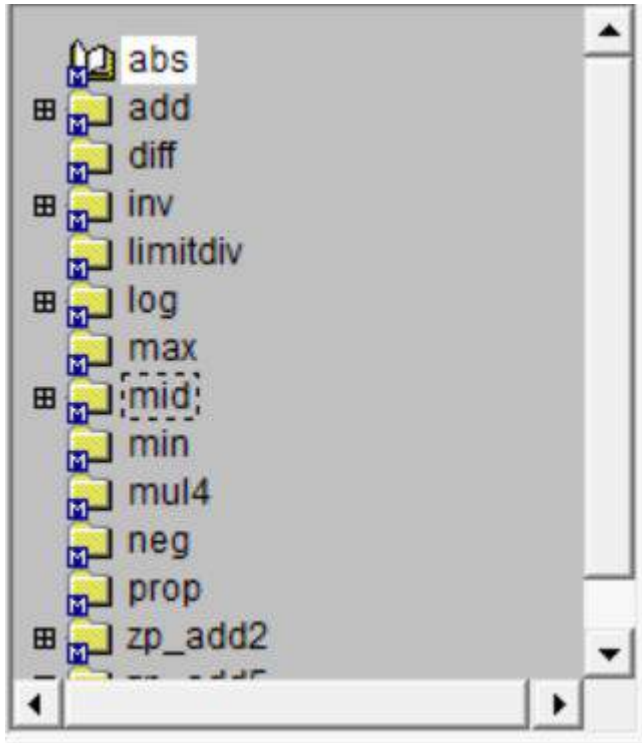 abs
add
diff
inv
limitdiv
log
max
mid
min
mul4
neg
prop
zp_add2